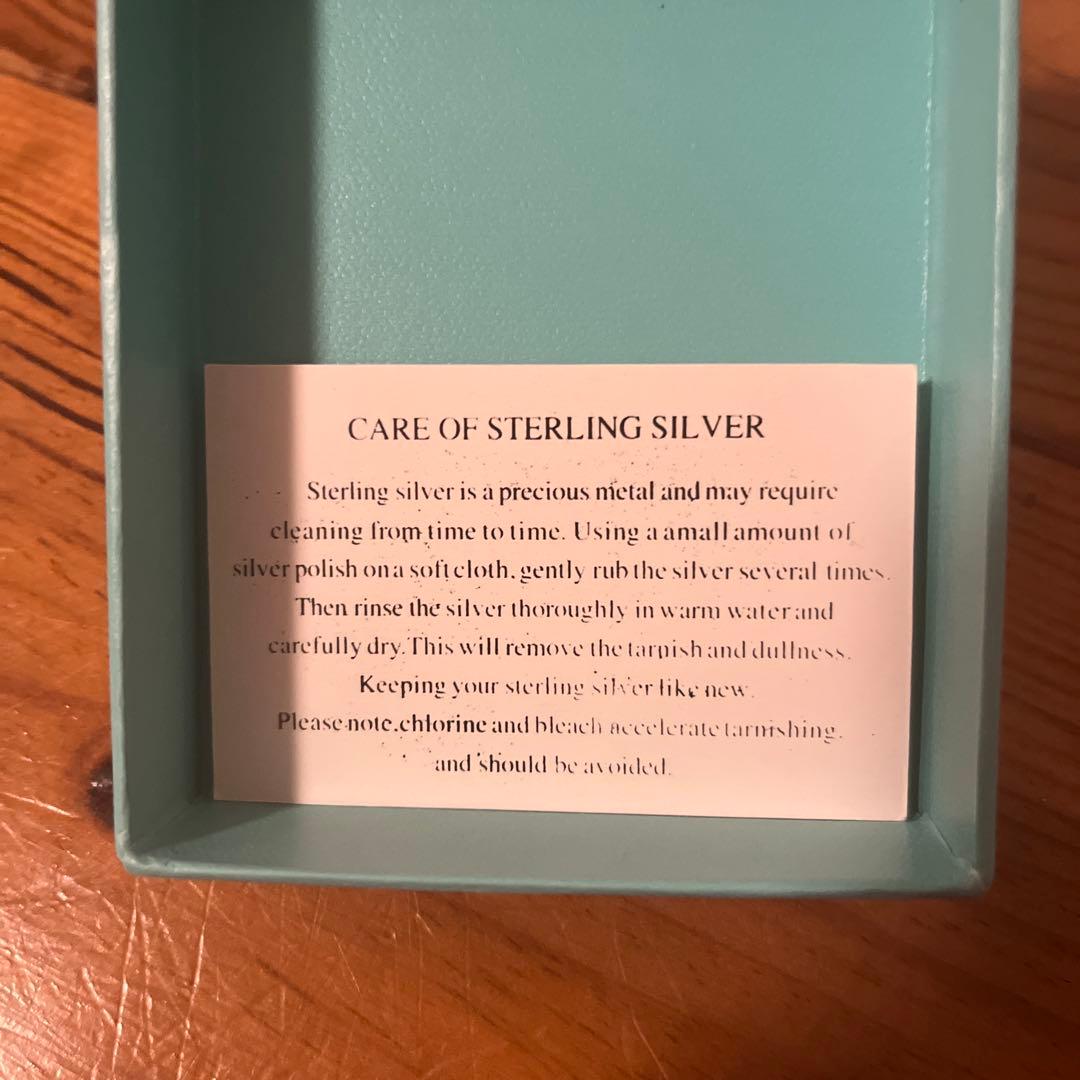 CARE OF STERLING SILVER
Sterling silver is a precious metal and may require
cleaning from time to time. Using a amall amount of
silver polish on a soft cloth. gently rub the silver several times.
Then rinse the silver thoroughly in warm water and
carefully dry. This will remove the tarnish and dullness.
Keeping your sterling silver like new.
Please note. chlorine and bleach accelerate tarnishing.
and should be avoided.